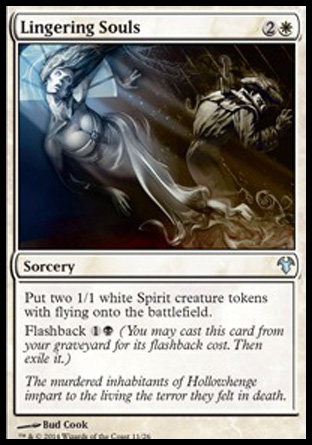 Lingering Souls 2
Sorcery
Put two 1/1 white Spirit creature tokens
with flying onto the battlefield.
Flashback 1 (You may cast this card from
your graveyard for its flashback cost. Then
exile it.)
The murdered inhabitants of Hollowhenge
impart to the living the terror they felt in death.
Bud Cook
™ & © 2014 Wizards of the Coast 11/26